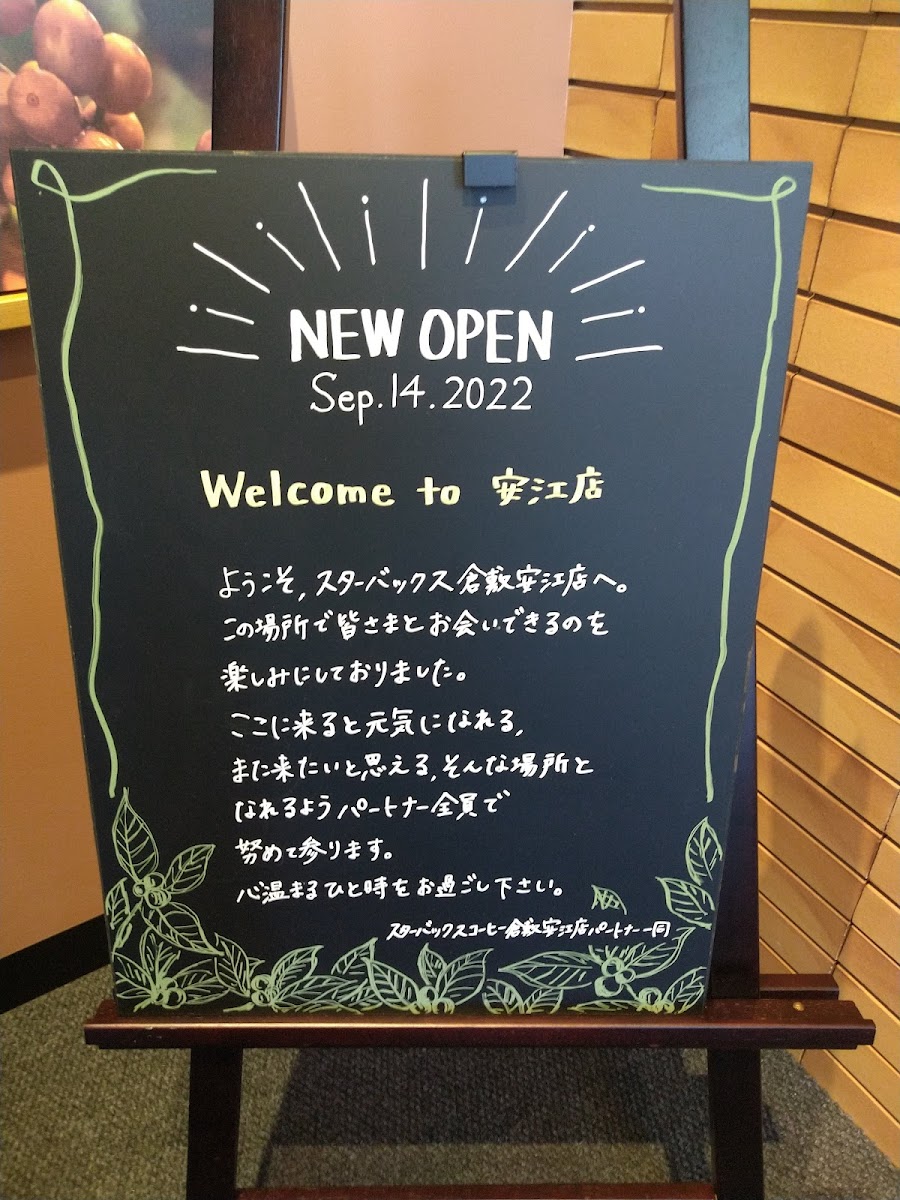 NEW OPEN
Sep.14.2022
Welcome to 安江店
ようこそ,スターバックス倉敷安江店へ。
この場所で皆さまとお会いできるのを
楽しみにしておりました。
ここに来ると元気になれる,
また来たいと思える,そんな場所と
なれるようパートナー全員で
努めて参ります。
心温まるひと時をお過ごし下さい。
スターバックスコーヒー倉敷安江店パートナー一同